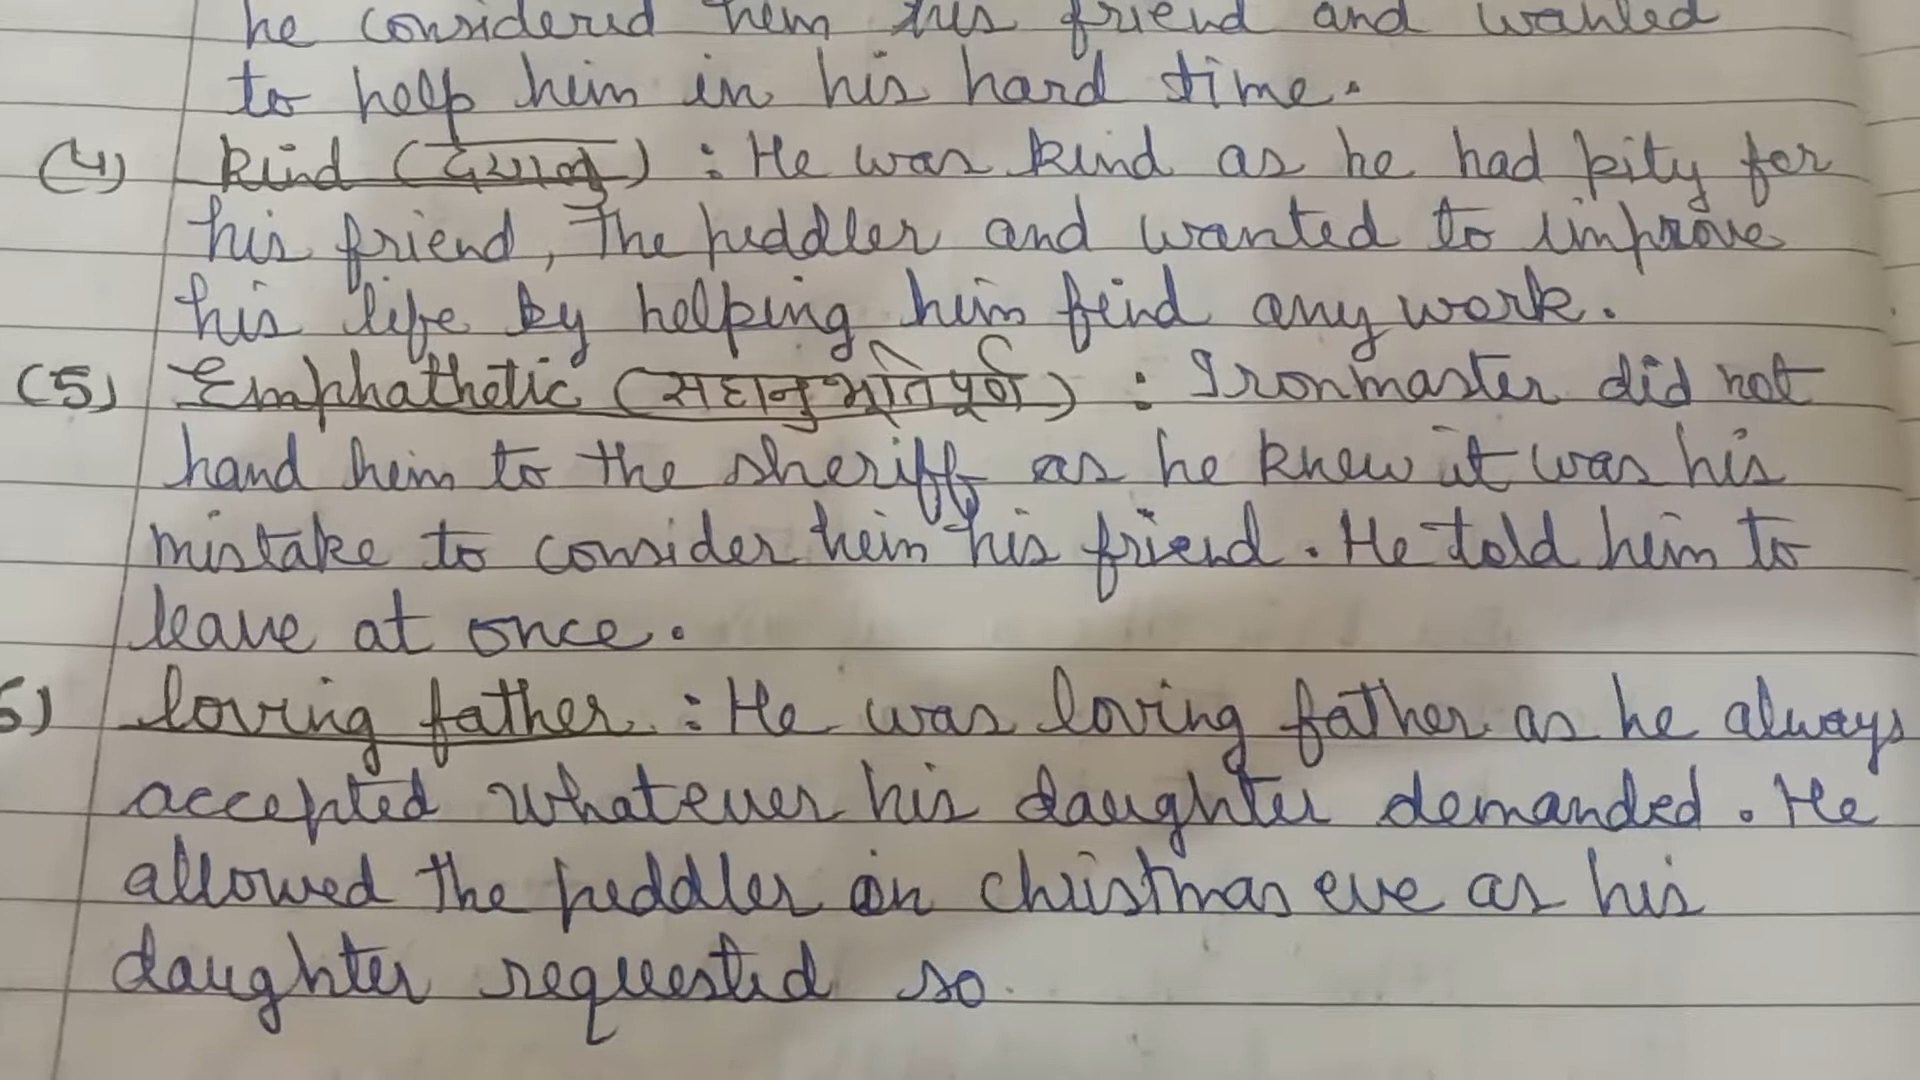 he considered him his friend and wanted
to help him in his hard time.
(4) kind (दयालु) : He was kind as he had pity for
his friend, The peddler and wanted to improve
his life by helping him find any work.
(5) Emphathetic (सहानुभूतिपूर्ण) : Ironmaster did not
hand him to the sheriff as he knew it was his
mistake to consider him his friend. He told him to
leave at once.
6) loving father : He was loving father as he always
accepted whatever his daughter demanded. He
allowed the peddler on christmas eve as his
daughter requested so.